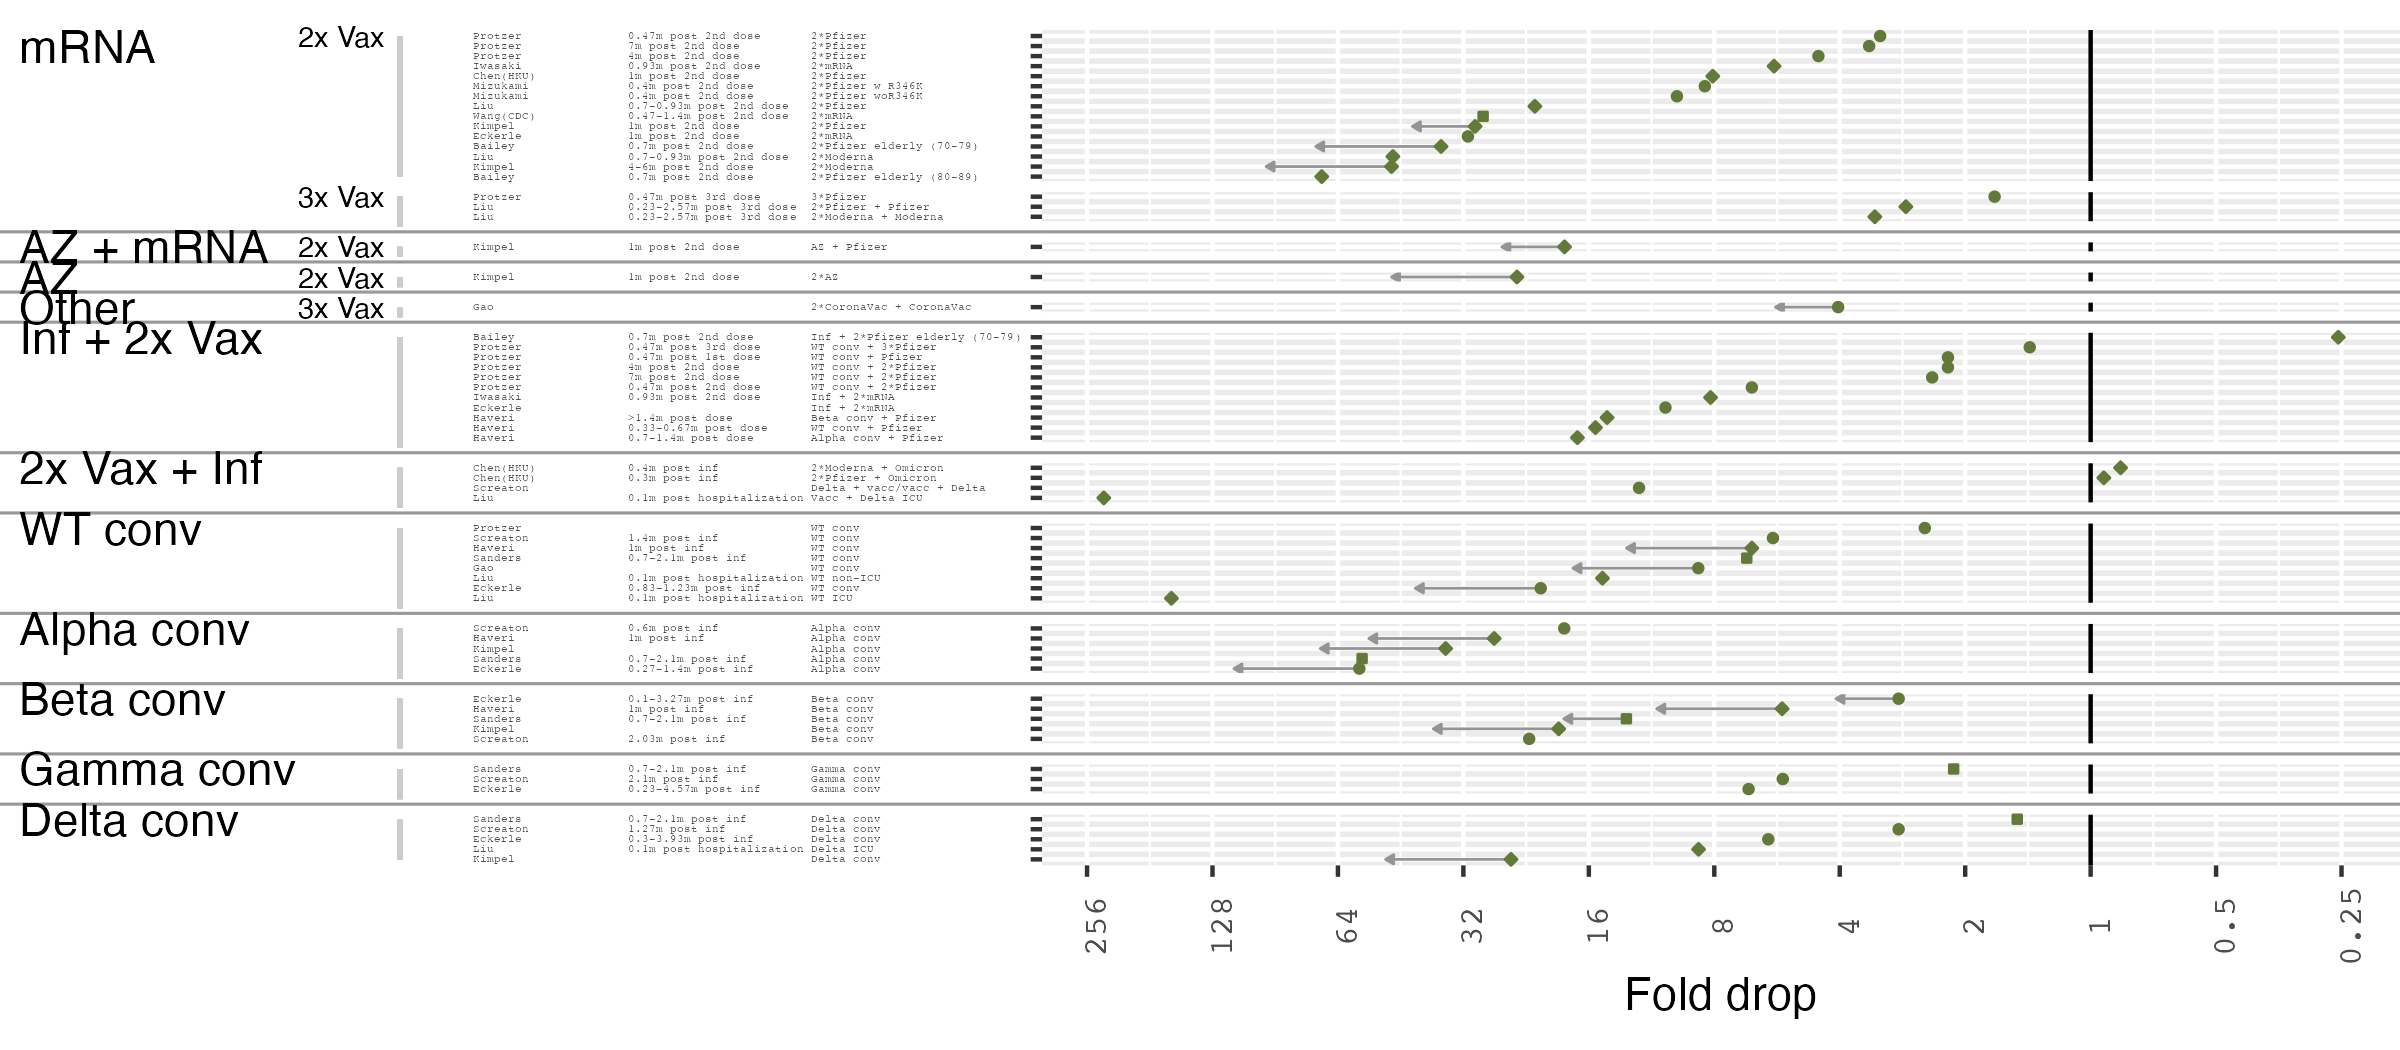 mRNA
2x Vax
Protzer 0.47m post 2nd dose 2*Pfizer
Protzer 7m post 2nd dose 2*Pfizer
Protzer 4m post 2nd dose 2*Pfizer
Iwasaki 0.93m post 2nd dose 2*mRNA
Chen(HKU) 1m post 2nd dose 2*Pfizer
Mizukami 0.4m post 2nd dose 2*Pfizer w R346K
Mizukami 0.4m post 2nd dose 2*Pfizer woR346K
Liu 0.7-0.93m post 2nd dose 2*Pfizer
Wang(CDC) 0.47-1.4m post 2nd dose 2*mRNA
Kimpel 1m post 2nd dose 2*Pfizer
Eckerle 1m post 2nd dose 2*mRNA
Bailey 0.7m post 2nd dose 2*Pfizer elderly (70-79)
Liu 0.7-0.93m post 2nd dose 2*Moderna
Kimpel 4-6m post 2nd dose 2*Moderna
Bailey 0.7m post 2nd dose 2*Pfizer elderly (80-89)
3x Vax
Protzer 0.47m post 3rd dose 3*Pfizer
Liu 0.23-2.57m post 3rd dose 2*Pfizer + Pfizer
Liu 0.23-2.57m post 3rd dose 2*Moderna + Moderna
AZ + mRNA 2x Vax
Kimpel 1m post 2nd dose AZ + Pfizer
AZ 2x Vax
Kimpel 1m post 2nd dose 2*AZ
Other 3x Vax
Gao 2*CoronaVac + CoronaVac
Inf + 2x Vax
Bailey 0.7m post 2nd dose Inf + 2*Pfizer elderly (70-79)
Protzer 0.47m post 3rd dose WT conv + 3*Pfizer
Protzer 0.47m post 1st dose WT conv + Pfizer
Protzer 4m post 2nd dose WT conv + 2*Pfizer
Protzer 7m post 2nd dose WT conv + 2*Pfizer
Protzer 0.47m post 2nd dose WT conv + 2*Pfizer
Iwasaki 0.93m post 2nd dose Inf + 2*mRNA
Eckerle Inf + 2*mRNA
Haveri >1.4m post dose Beta conv + Pfizer
Haveri 0.33-0.67m post dose WT conv + Pfizer
Haveri 0.7-1.4m post dose Alpha conv + Pfizer
2x Vax + Inf
Chen(HKU) 0.4m post inf 2*Moderna + Omicron
Chen(HKU) 0.3m post inf 2*Pfizer + Omicron
Screaton Delta + vacc/vacc + Delta
Liu 0.1m post hospitalization Vacc + Delta ICU
WT conv
Protzer WT conv
Screaton 1.4m post inf WT conv
Haveri 1m post inf WT conv
Sanders 0.7-2.1m post inf WT conv
Gao WT conv
Liu 0.1m post hospitalization WT non-ICU
Eckerle 0.83-1.23m post inf WT conv
Liu 0.1m post hospitalization WT ICU
Alpha conv
Screaton 0.6m post inf Alpha conv
Haveri 1m post inf Alpha conv
Kimpel Alpha conv
Sanders 0.7-2.1m post inf Alpha conv
Eckerle 0.27-1.4m post inf Alpha conv
Beta conv
Eckerle 0.1-3.27m post inf Beta conv
Haveri 1m post inf Beta conv
Sanders 0.7-2.1m post inf Beta conv
Kimpel Beta conv
Screaton 2.03m post inf Beta conv
Gamma conv
Sanders 0.7-2.1m post inf Gamma conv
Screaton 2.1m post inf Gamma conv
Eckerle 0.23-4.57m post inf Gamma conv
Delta conv
Sanders 0.7-2.1m post inf Delta conv
Screaton 1.27m post inf Delta conv
Eckerle 0.3-3.93m post inf Delta conv
Liu 0.1m post hospitalization Delta ICU
Kimpel Delta conv
256 128 64 32 16 8 4 2 1 0.5 0.25
Fold drop